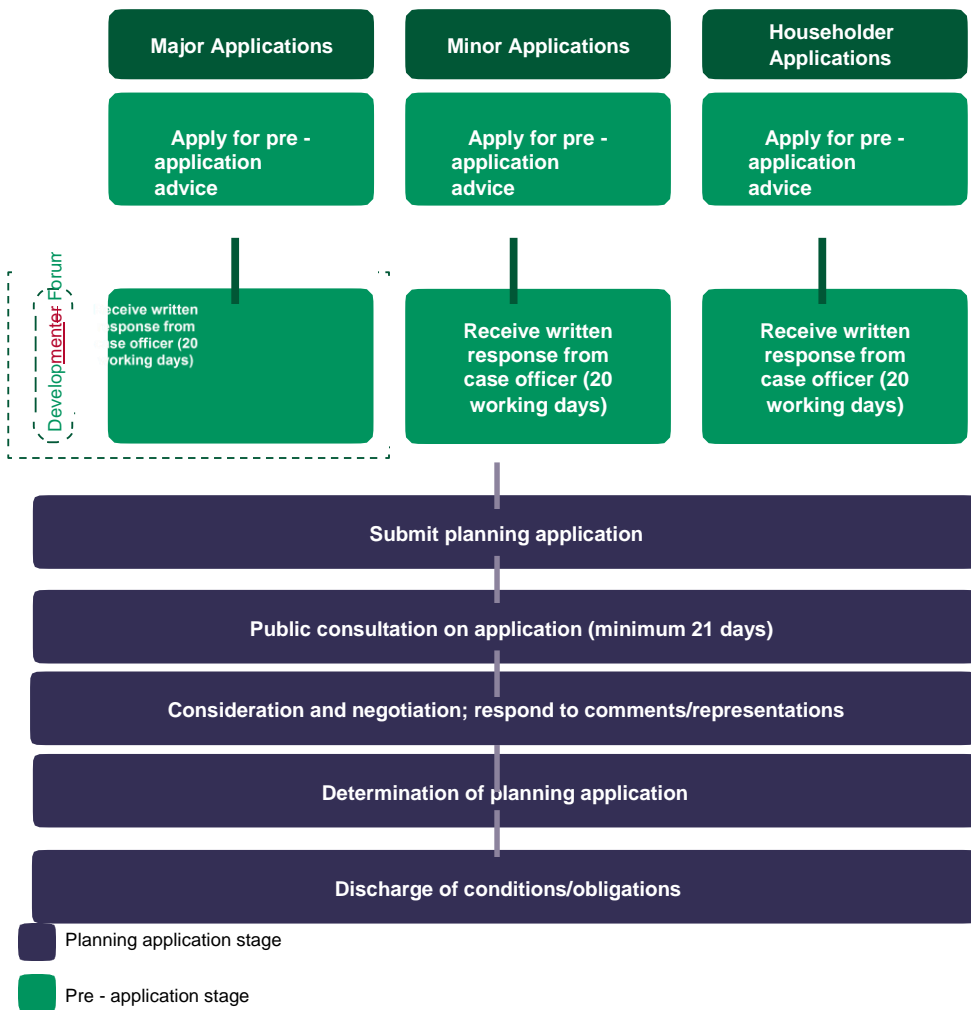 Major Applications
Minor Applications
Householder
Applications
Apply for pre -
application
advice
Apply for pre -
application
advice
Apply for pre -
application
advice
Developmenter Forum
eceive written
esponse from
se officer (20
orking days)
Receive written
response from
case officer (20
working days)
Receive written
response from
case officer (20
working days)
Submit planning application
Public consultation on application (minimum 21 days)
Consideration and negotiation; respond to comments/representations
Determination of planning application
Discharge of conditions/obligations
Planning application stage
Pre - application stage